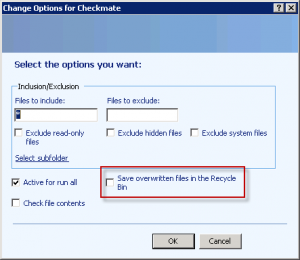 Change Options for Checkmate
Select the options you want:
Inclusion/Exclusion
Files to include:
Files to exclude:
*
Exclude read-only files
Exclude hidden files
Exclude system files
Select subfolder
Active for run all
Save overwritten files in the Recycle Bin
Check file contents
OK
Cancel